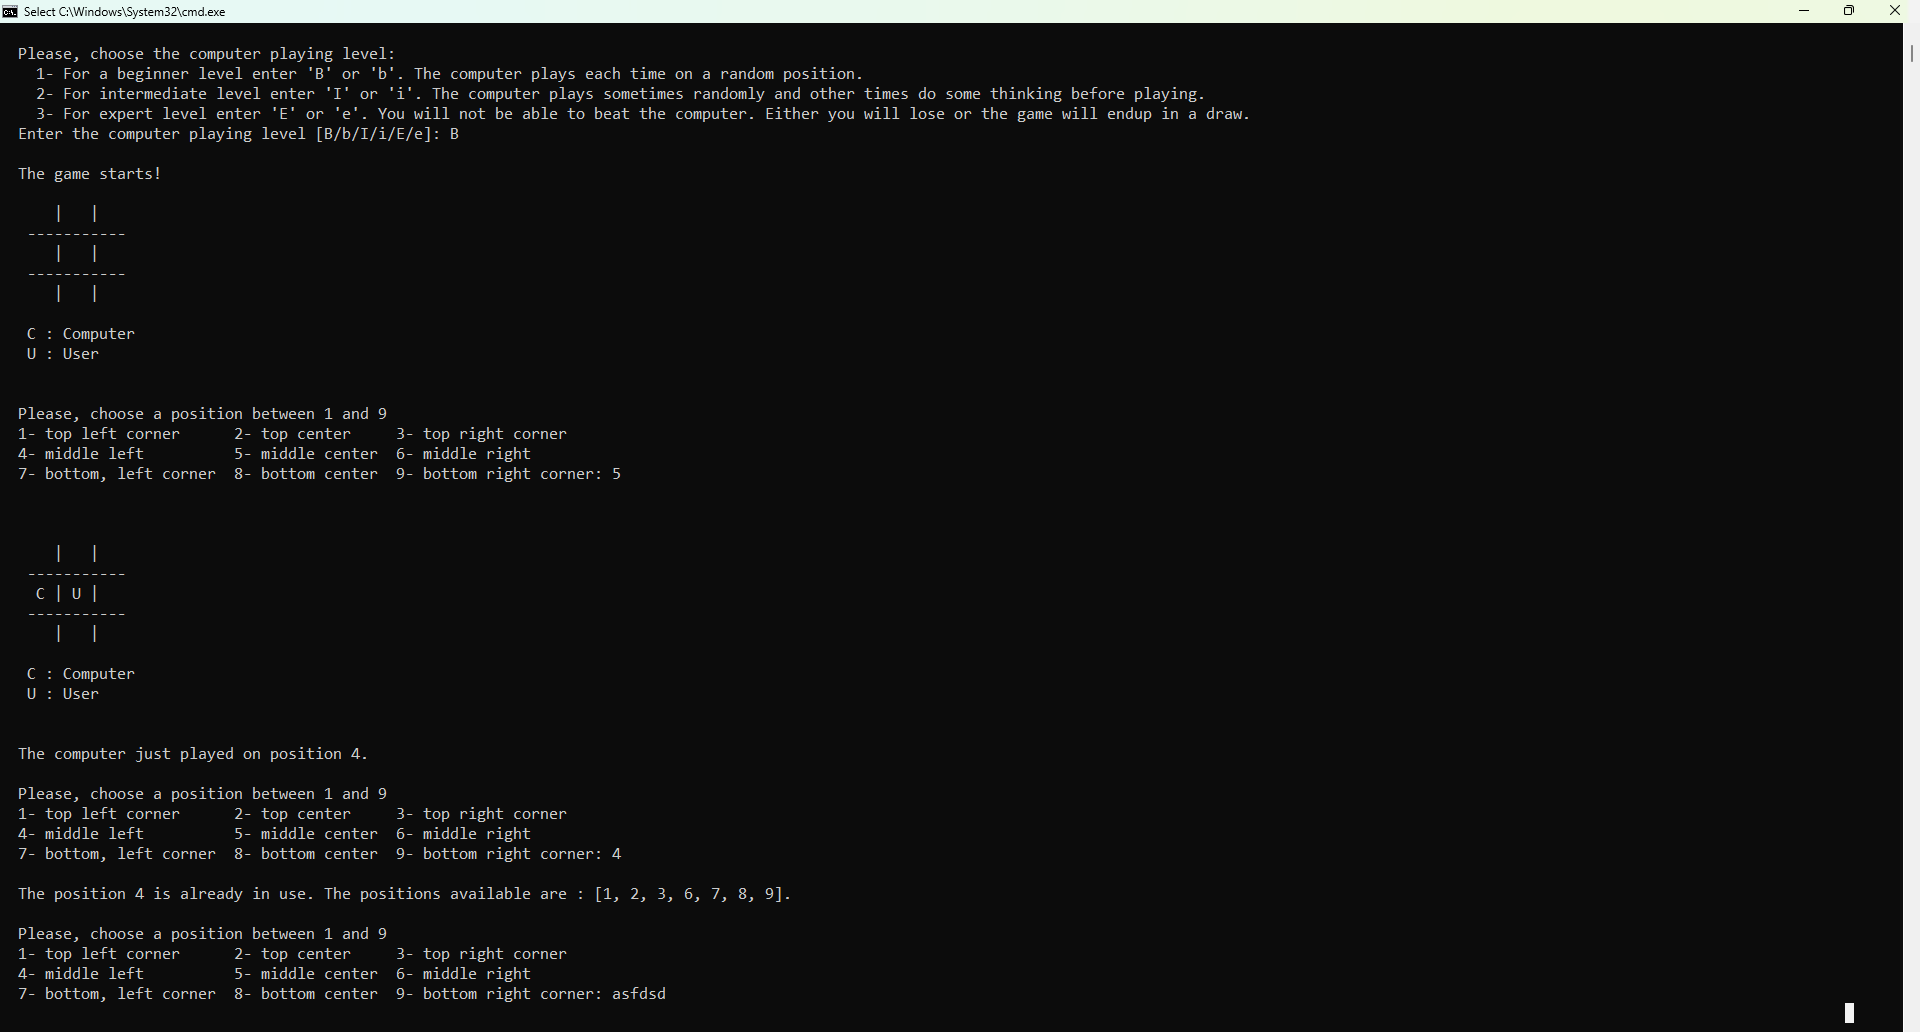 Select C:\Windows\System32\cmd.exe
Please, choose the computer playing level:
  1- For a beginner level enter 'B' or 'b'. The computer plays each time on a random position.
  2- For intermediate level enter 'I' or 'i'. The computer plays sometimes randomly and other times do some thinking before playing.
  3- For expert level enter 'E' or 'e'. You will not be able to beat the computer. Either you will lose or the game will endup in a draw.
Enter the computer playing level [B/b/I/i/E/e]: B
The game starts!
    |   |
 -----------
    |   |
 -----------
    |   |
 C : Computer
 U : User
Please, choose a position between 1 and 9
1- top left corner      2- top center     3- top right corner
4- middle left          5- middle center  6- middle right
7- bottom, left corner  8- bottom center  9- bottom right corner: 5
    |   |
 -----------
  C | U |
 -----------
    |   |
 C : Computer
 U : User
The computer just played on position 4.
Please, choose a position between 1 and 9
1- top left corner      2- top center     3- top right corner
4- middle left          5- middle center  6- middle right
7- bottom, left corner  8- bottom center  9- bottom right corner: 4
The position 4 is already in use. The positions available are : [1, 2, 3, 6, 7, 8, 9].
Please, choose a position between 1 and 9
1- top left corner      2- top center     3- top right corner
4- middle left          5- middle center  6- middle right
7- bottom, left corner  8- bottom center  9- bottom right corner: asfdsd